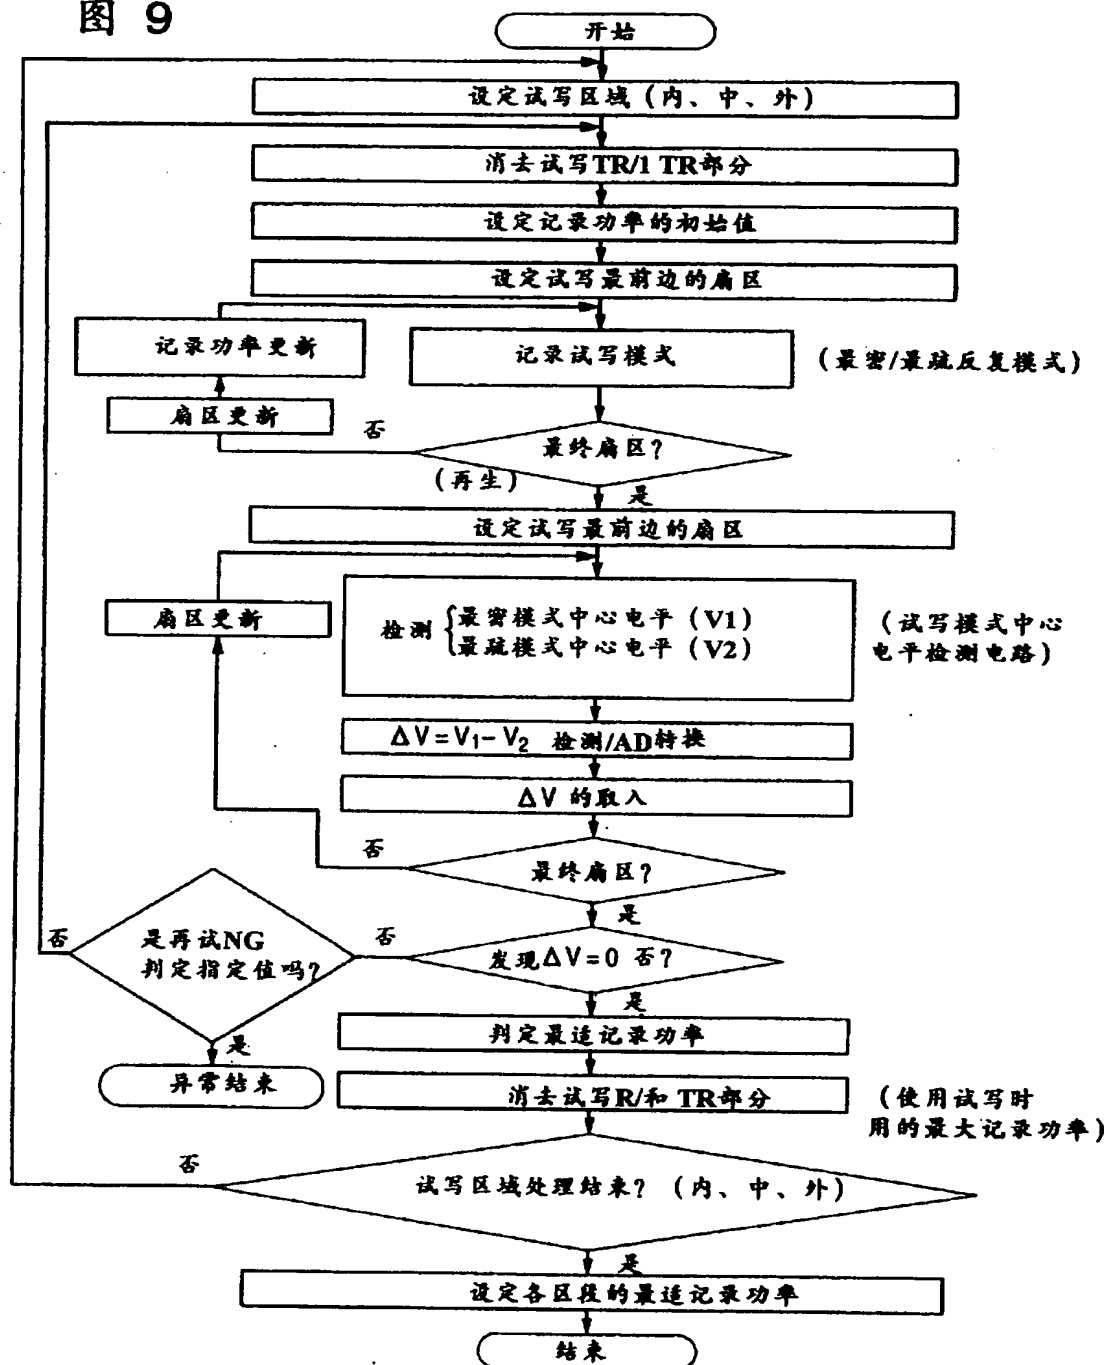 图 9
开始
设定试写区域（内、中、外）
消去试写TR/1 TR部分
设定记录功率的初始值
设定试写最前边的扇区
记录功率更新
记录试写模式
（最密/最疏反复模式）
扇区更新
否
最终扇区？
（再生）
是
设定试写最前边的扇区
扇区更新
检测
最密模式中心电平（V1）
最疏模式中心电平（V2）
（试写模式中心
电平检测电路）
ΔV=V1-V2 检测/AD转换
ΔV 的取入
否
最终扇区？
是
否
是再试NG
判定指定值吗？
否
发现ΔV=0 否？
是
是
判定最适记录功率
异常结束
消去试写R/和 TR部分
（使用试写时
用的最大记录功率）
否
试写区域处理结束？（内、中、外）
是
设定各区段的最适记录功率
结束